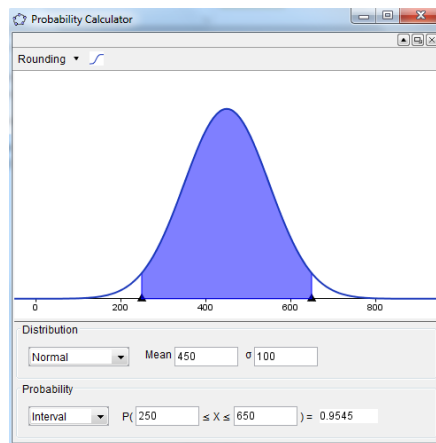 Probability Calculator
Rounding
0 200 400 600 800
Distribution
Normal Mean 450 σ 100
Probability
Interval P( 250 ≤ X ≤ 650 ) = 0.9545